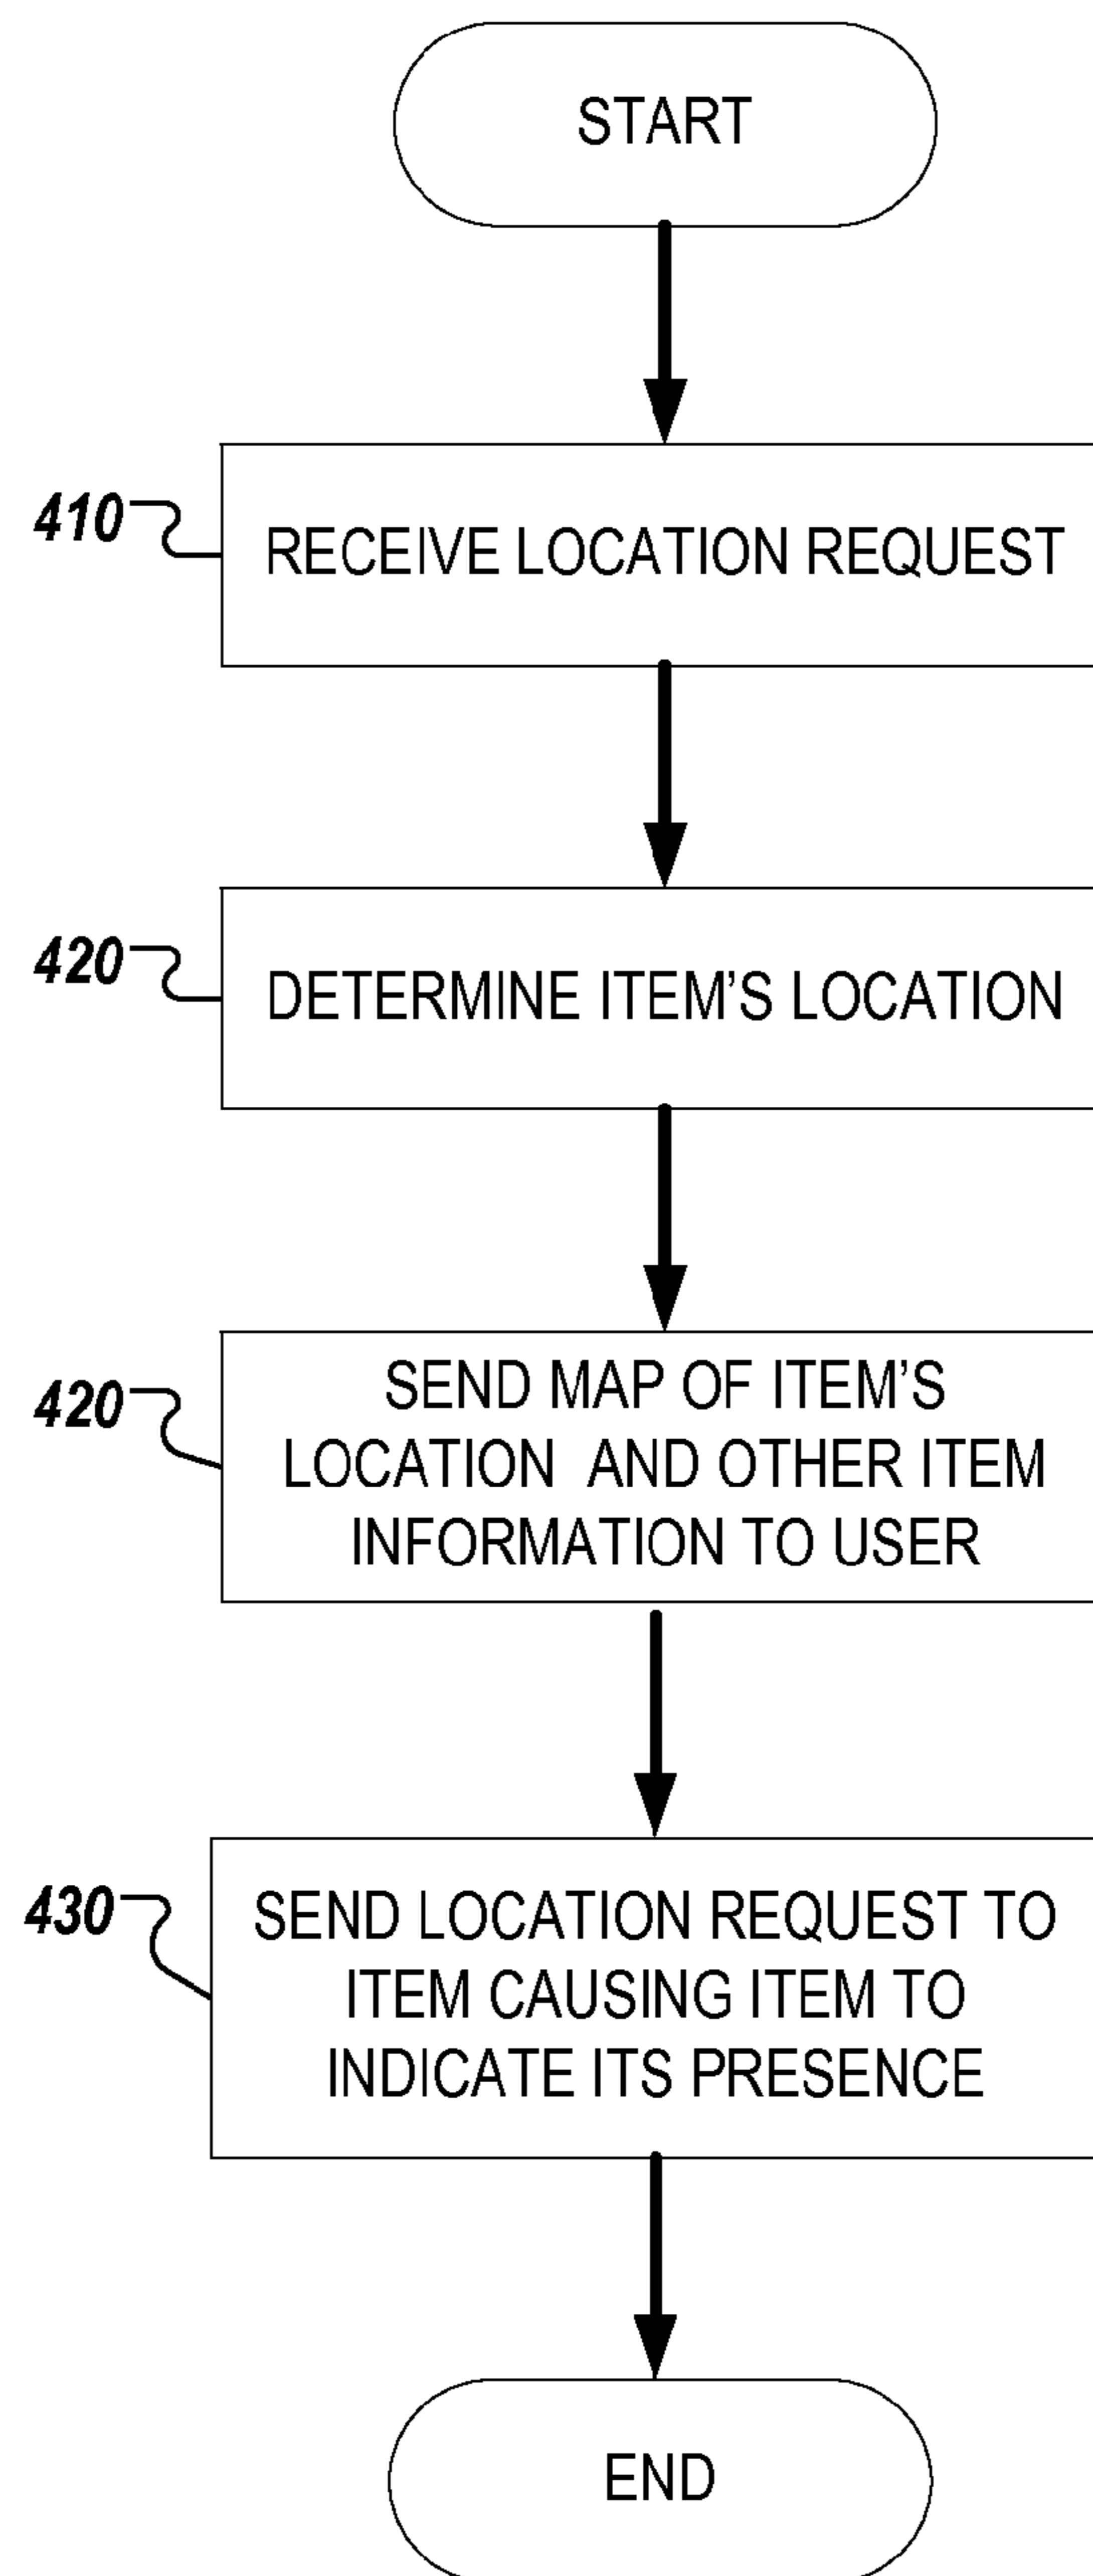 START
410
RECEIVE LOCATION REQUEST
420
DETERMINE ITEM’S LOCATION
420
SEND MAP OF ITEM’S
LOCATION AND OTHER ITEM
INFORMATION TO USER
430
SEND LOCATION REQUEST TO
ITEM CAUSING ITEM TO
INDICATE ITS PRESENCE
END